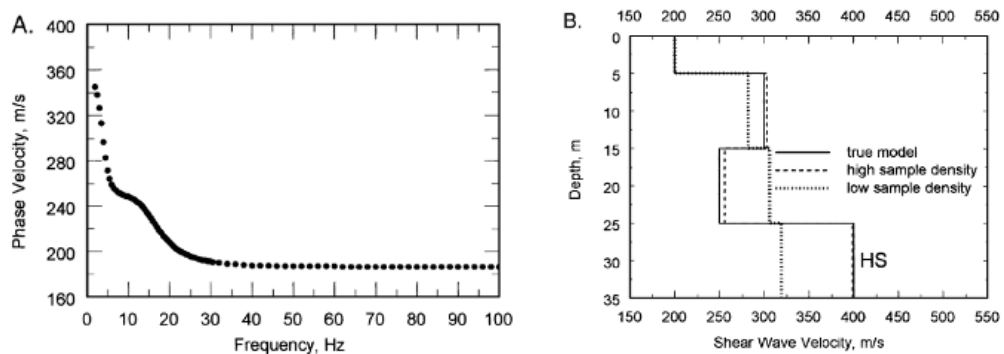 A.
400
360
320
280
240
200
160
Phase Velocity, m/s
0 10 20 30 40 50 60 70 80 90 100
Frequency, Hz
B.
150 200 250 300 350 400 450 500 550
0
5
10
15
20
25
30
35
Depth, m
true model
high sample density
low sample density
HS
150 200 250 300 350 400 450 500 550
Shear Wave Velocity, m/s